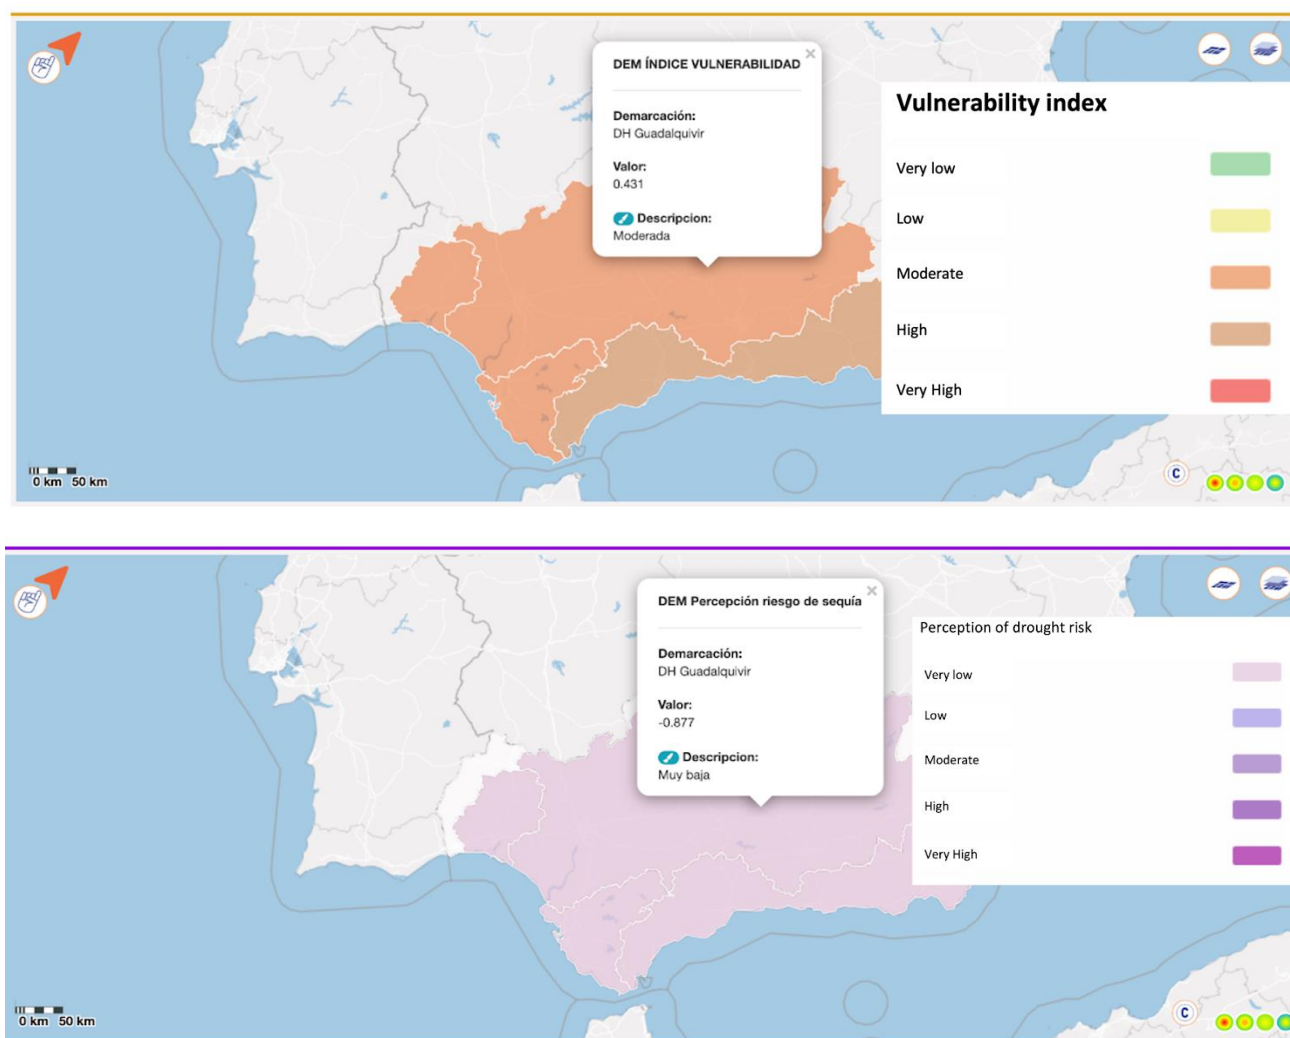 DEM ÍNDICE VULNERABILIDAD
×
Demarcación:
DH Guadalquivir
Valor:
0.431
Descripcion:
Moderada
Vulnerability index
Very low
Low
Moderate
High
Very High
0 km 50 km
C
DEM Percepción riesgo de sequía
×
Demarcación:
DH Guadalquivir
Valor:
-0.877
Descripcion:
Muy baja
Perception of drought risk
Very low
Low
Moderate
High
Very High
0 km 50 km
C